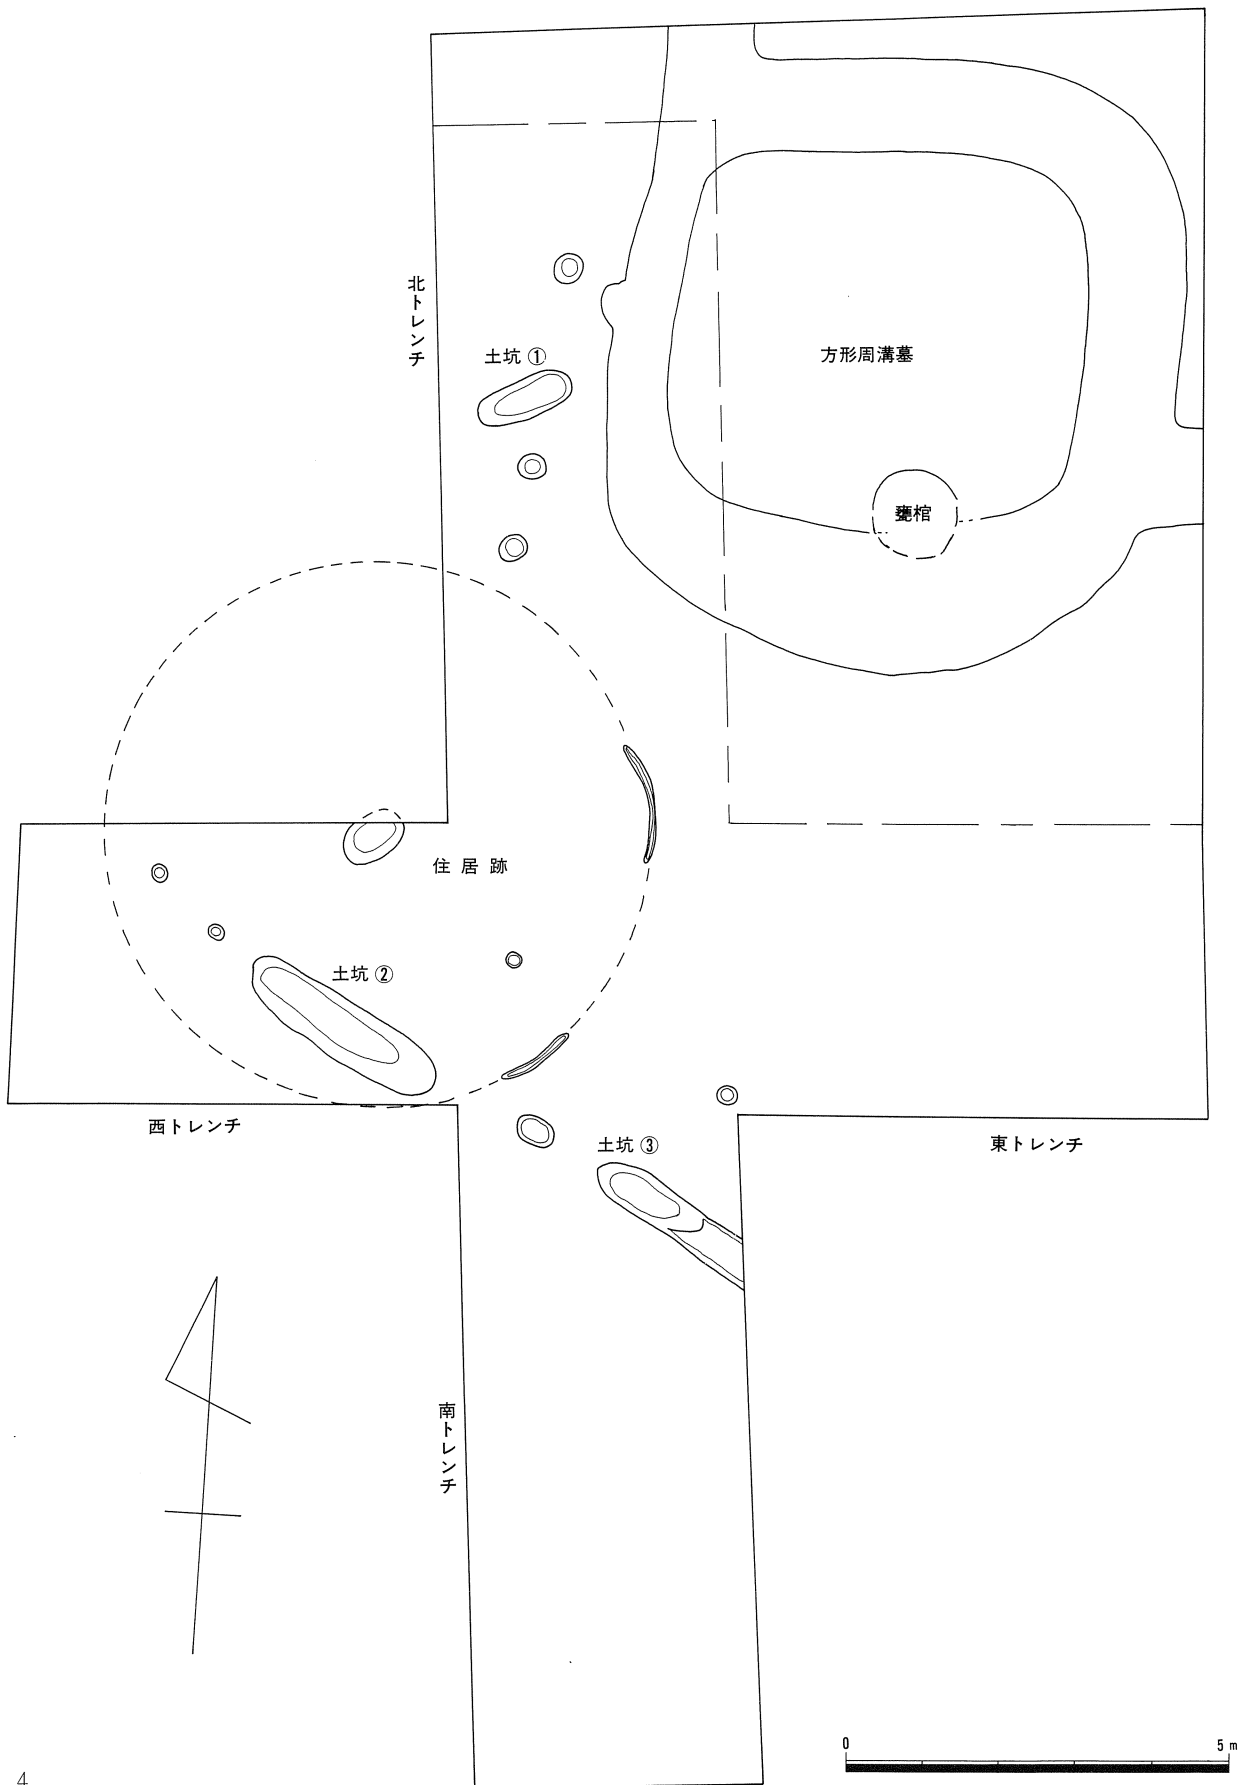 北トレンチ
土坑 ①
方形周溝墓
甕棺
住居跡
土坑 ②
西トレンチ
土坑 ③
東トレンチ
南トレンチ
0 5 m
4